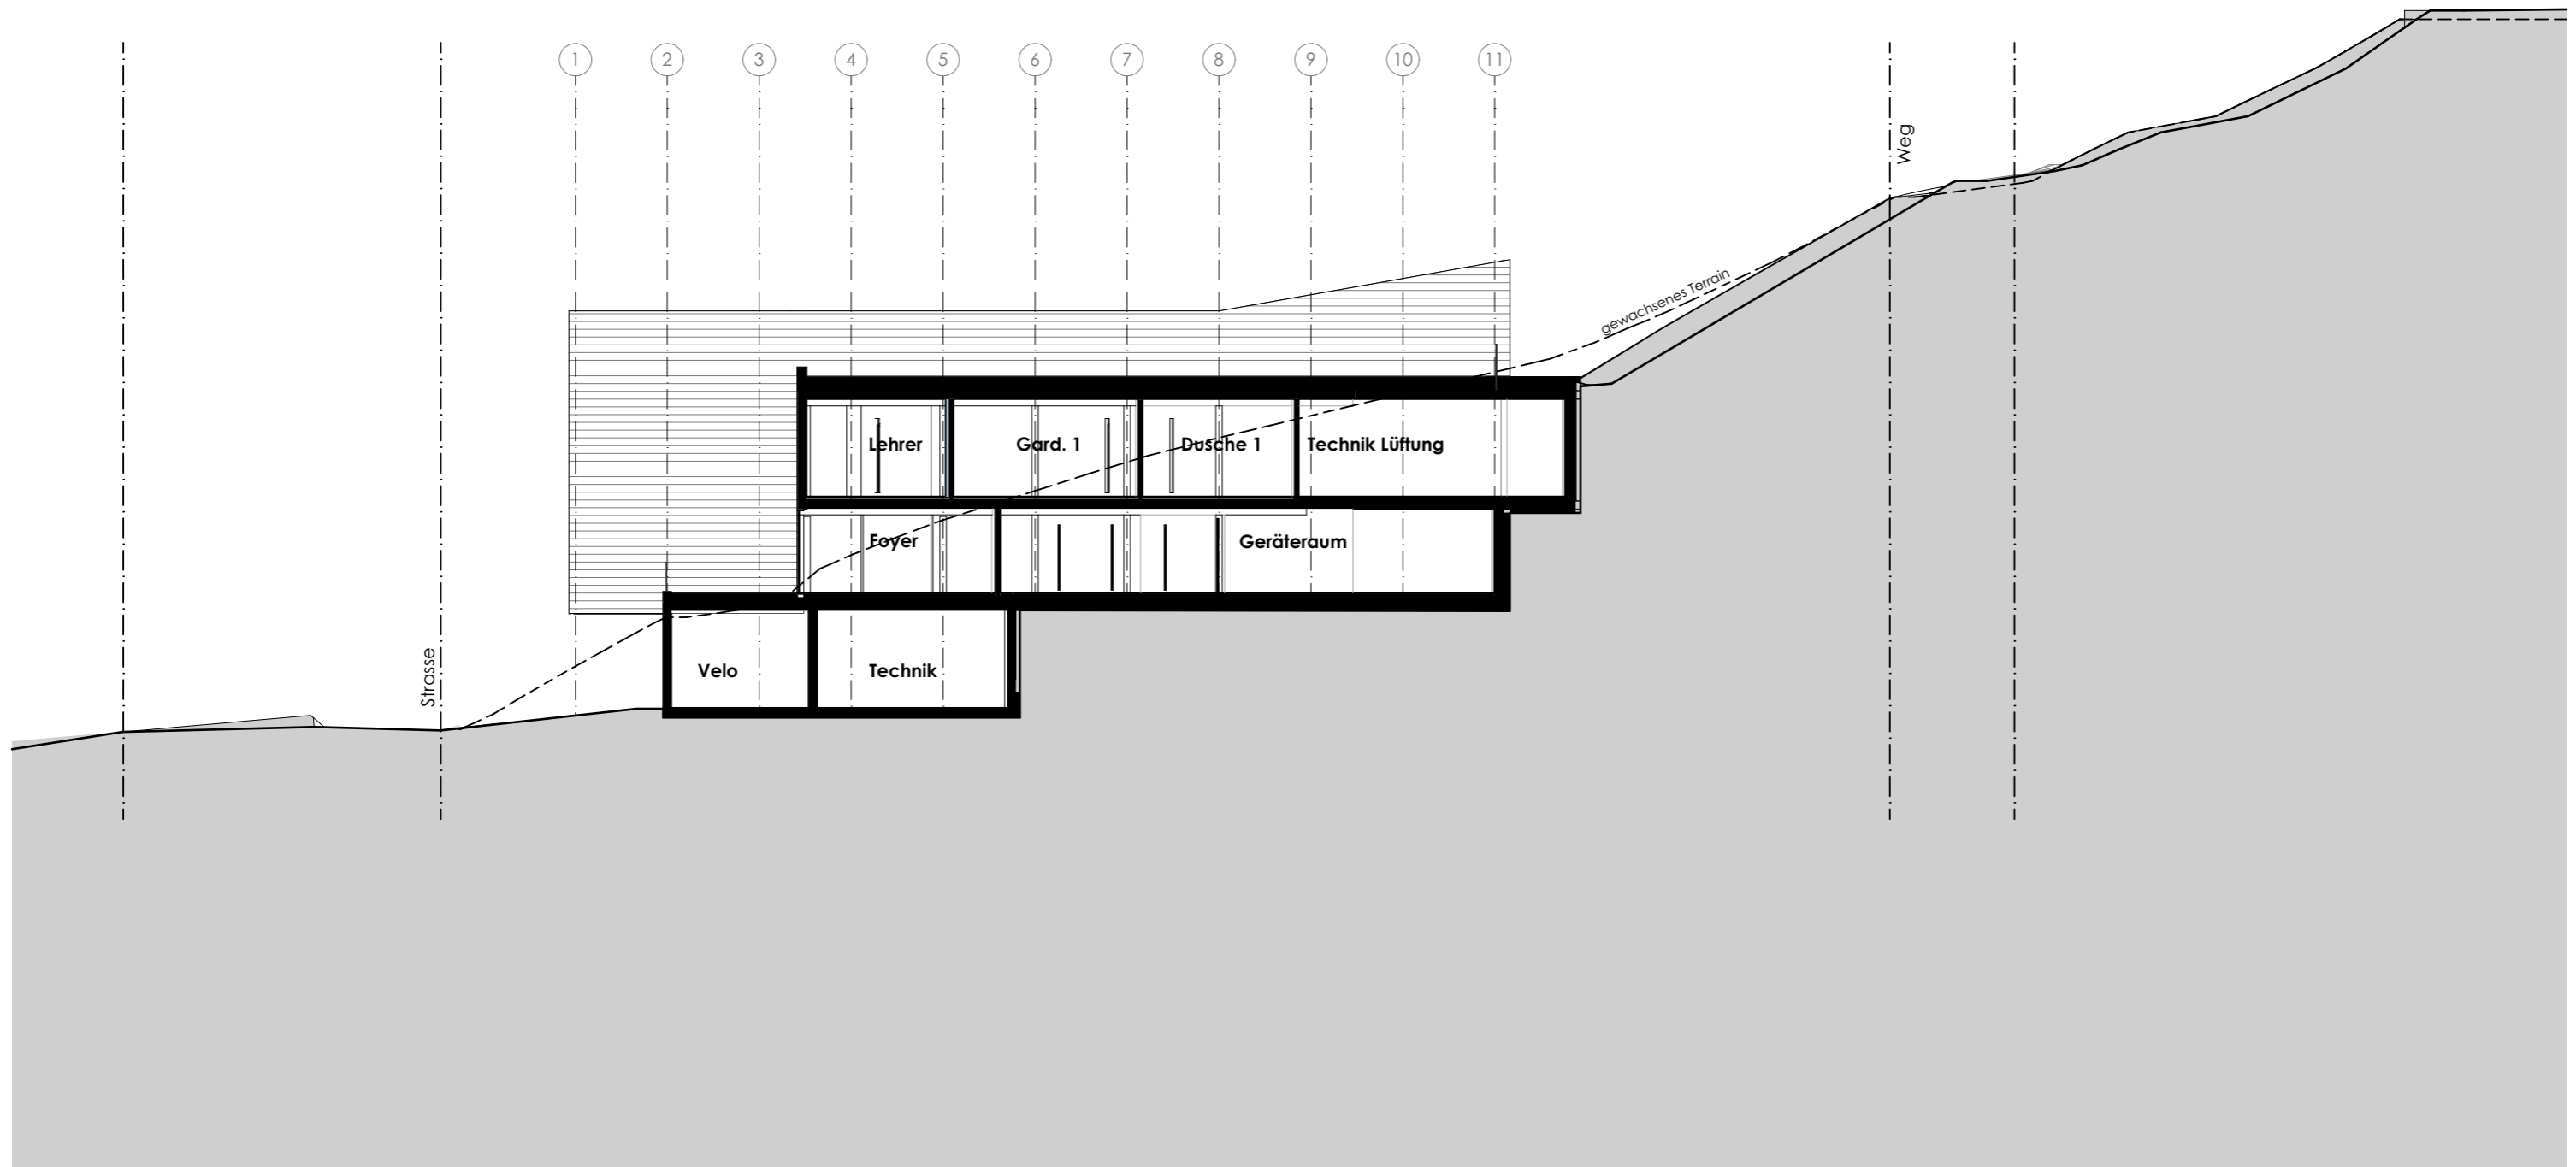 1 2 3 4 5 6 7 8 9 10 11
Weg
gewachsenes Terrain
Lehrer Gard. 1 Dusche 1 Technik Lüftung
Foyer Geräteraum
Strasse
Velo Technik